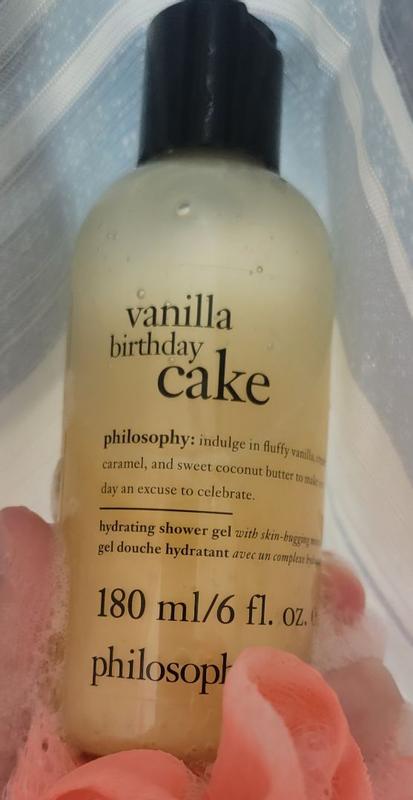 vanilla
birthday
cake
philosophy: indulge in fluffy vanilla,
caramel, and sweet coconut butter to make
day an excuse to celebrate.
hydrating shower gel with skin-hugging
gel douche hydratant avec un complexe
180 ml/6 fl. oz.
philosoph